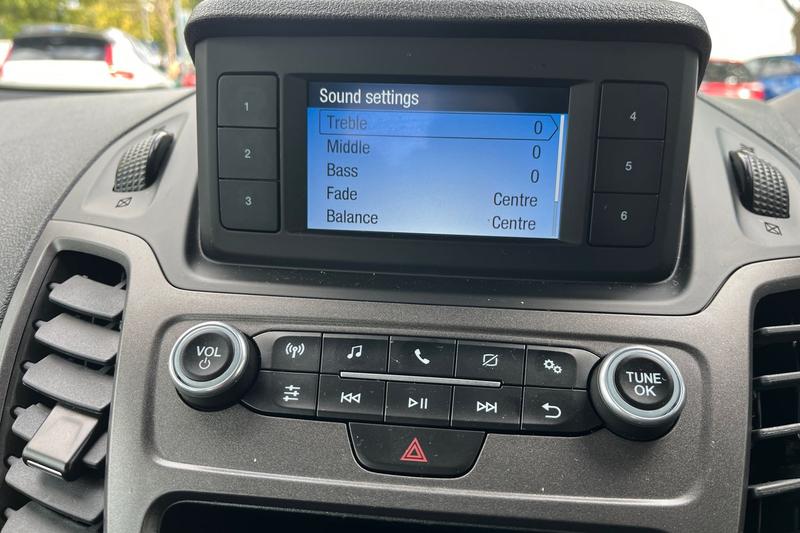 Sound settings
Treble 0
Middle 0
Bass 0
Fade Centre
Balance Centre
1
2
3
4
5
6
VOL
TUNE
OK